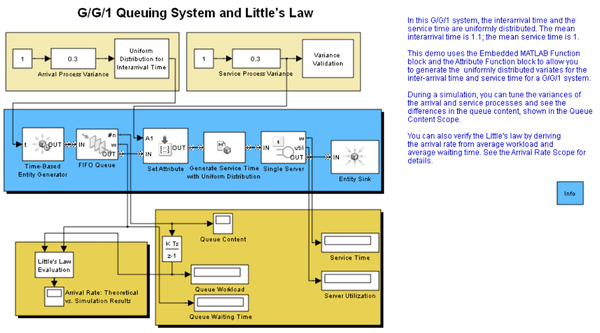 G/G/1 Queuing System and Little's Law
In this G/G/1 system, the interarrival time and the
service time are uniformly distributed. The mean
interarrival time is 1.1; the mean service time is 1.
This demo uses the Embedded MATLAB Function
block and the Attribute Function block to allow you
to generate the uniformly distributed variates for the
inter-arrival time and service time for a G/G/1 system.
During a simulation, you can tune the variances of
the arrival and service processes and see the
differences in the queue content, shown in the Queue
Content Scope.
You can also verify the Little's law by deriving
the arrival rate from average workload and
average waiting time. See the Arrival Rate Scope for
details.
Info
1
0.3
Arrival Process Variance
Uniform
Distribution for
Interarrival Time
1
0.3
Service Process Variance
Variance
Validation
t
OUT
Time-Based
Entity Generator
IN
#n
w
OUT
FIFO Queue
A1
IN
OUT
Set Attribute
IN
OUT
Generate Service Time
with Uniform Distribution
IN
w
util
OUT
Single Server
IN
Entity Sink
Little's Law
Evaluation
Arrival Rate: Theoretical
vs. Simulation Results
K Ts
z-1
Queue Content
Queue Workload
Queue Waiting Time
Service Time
Server Utilization